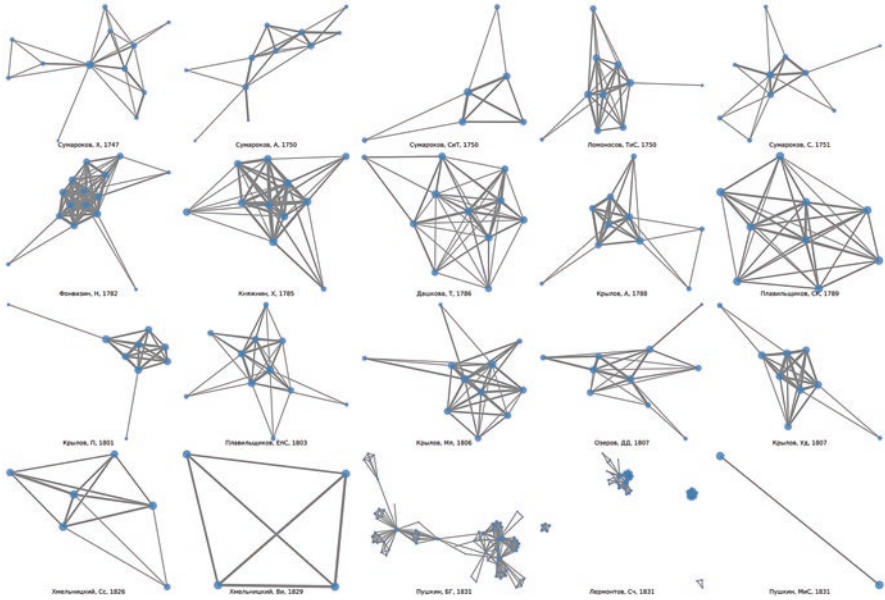 Сумароков, Х, 1747
Сумароков, А, 1750
Сумароков, СиТ, 1750
Ломоносов, ТиС, 1750
Сумароков, С, 1751
Фонвизин, Н, 1782
Княжнин, Х, 1785
Дашкова, Т, 1786
Крылов, А, 1788
Плавильщиков, СК, 1789
Крылов, П, 1801
Плавильщиков, ЕпС, 1803
Крылов, Мл, 1806
Озеров, ДД, 1807
Крылов, Уд, 1807
Хмельницкий, Сс, 1826
Хмельницкий, Ви, 1829
Пушкин, БГ, 1831
Лермонтов, Сч, 1831
Пушкин, МиС, 1831